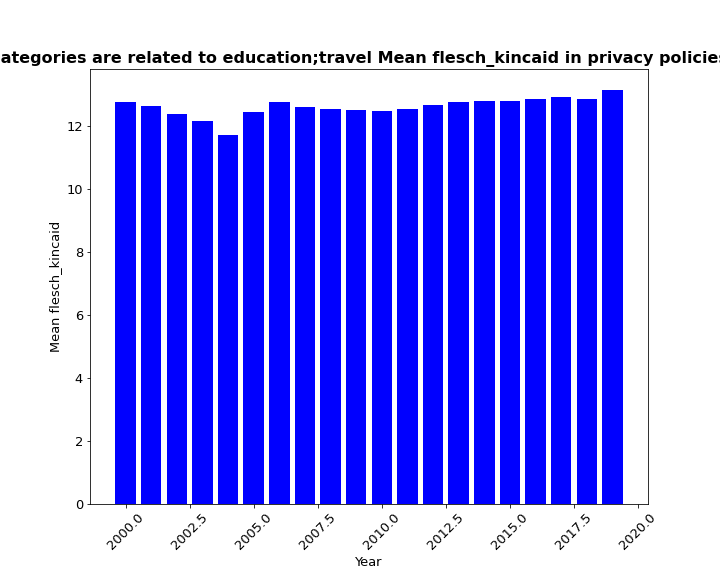 ategories are related to education;travel Mean flesch_kincaid in privacy policies
12
10
8
6
4
2
0
Mean flesch_kincaid
2000.0 2002.5 2005.0 2007.5 2010.0 2012.5 2015.0 2017.5 2020.0
Year